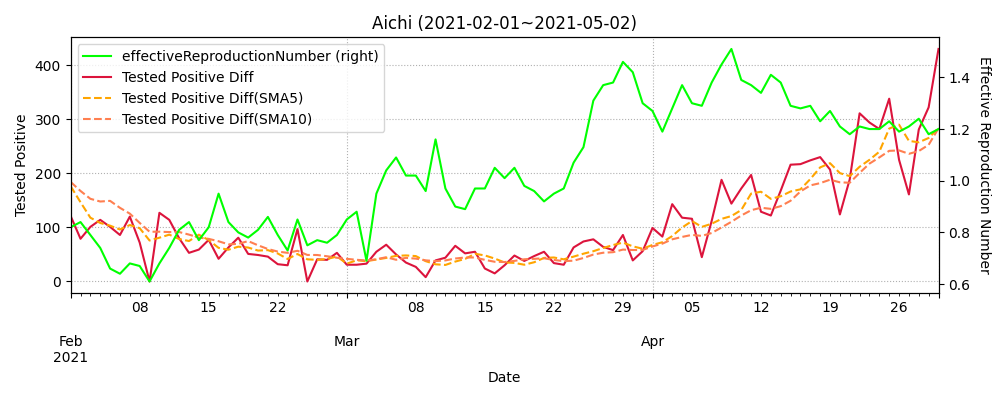 Aichi (2021-02-01~2021-05-02)
effectiveReproductionNumber (right)
Tested Positive Diff
Tested Positive Diff(SMA5)
Tested Positive Diff(SMA10)
Tested Positive
400
300
200
100
0
Effective Reproduction Number
1.4
1.2
1.0
0.8
0.6
08 15 22 08 15 22 29 05 12 19 26
Feb Mar Apr
2021
Date